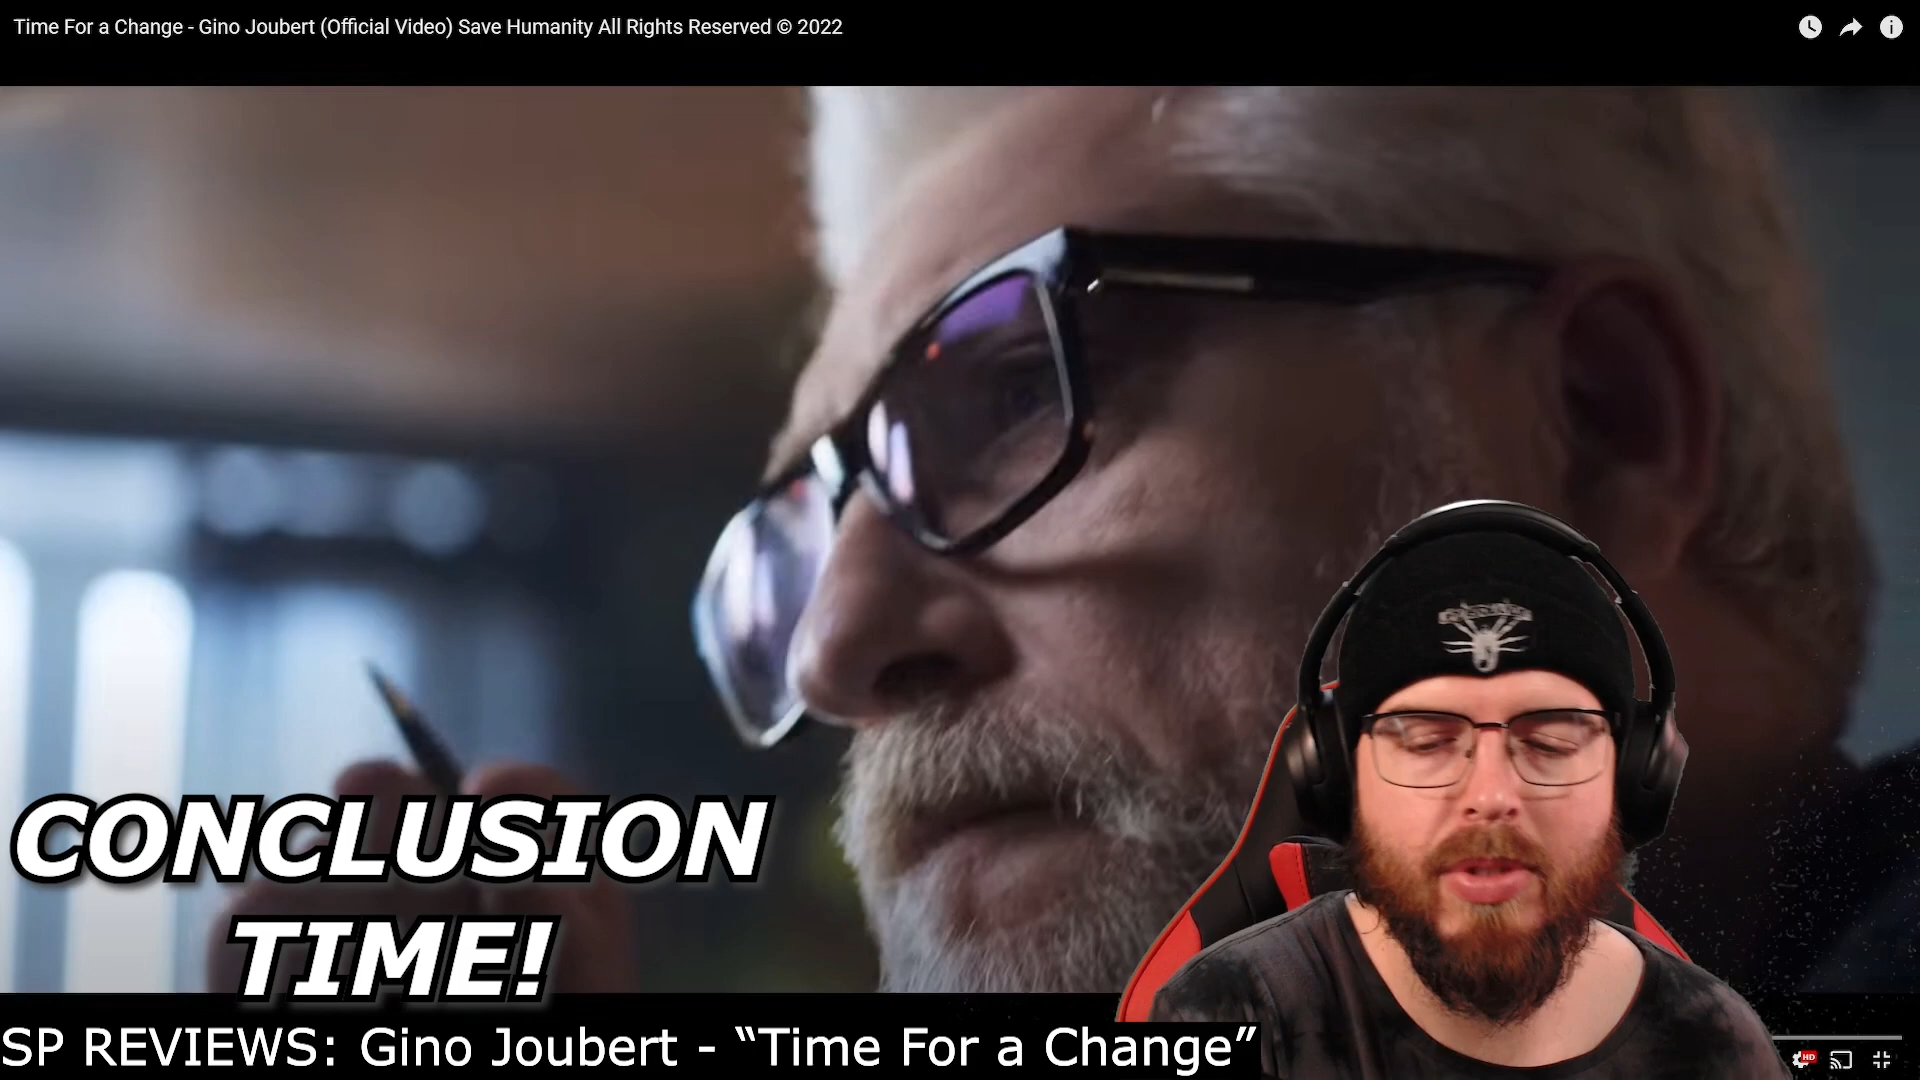 Time For a Change - Gino Joubert (Official Video) Save Humanity All Rights Reserved © 2022
CONCLUSION
TIME!
SP REVIEWS: Gino Joubert - “Time For a Change”
HD